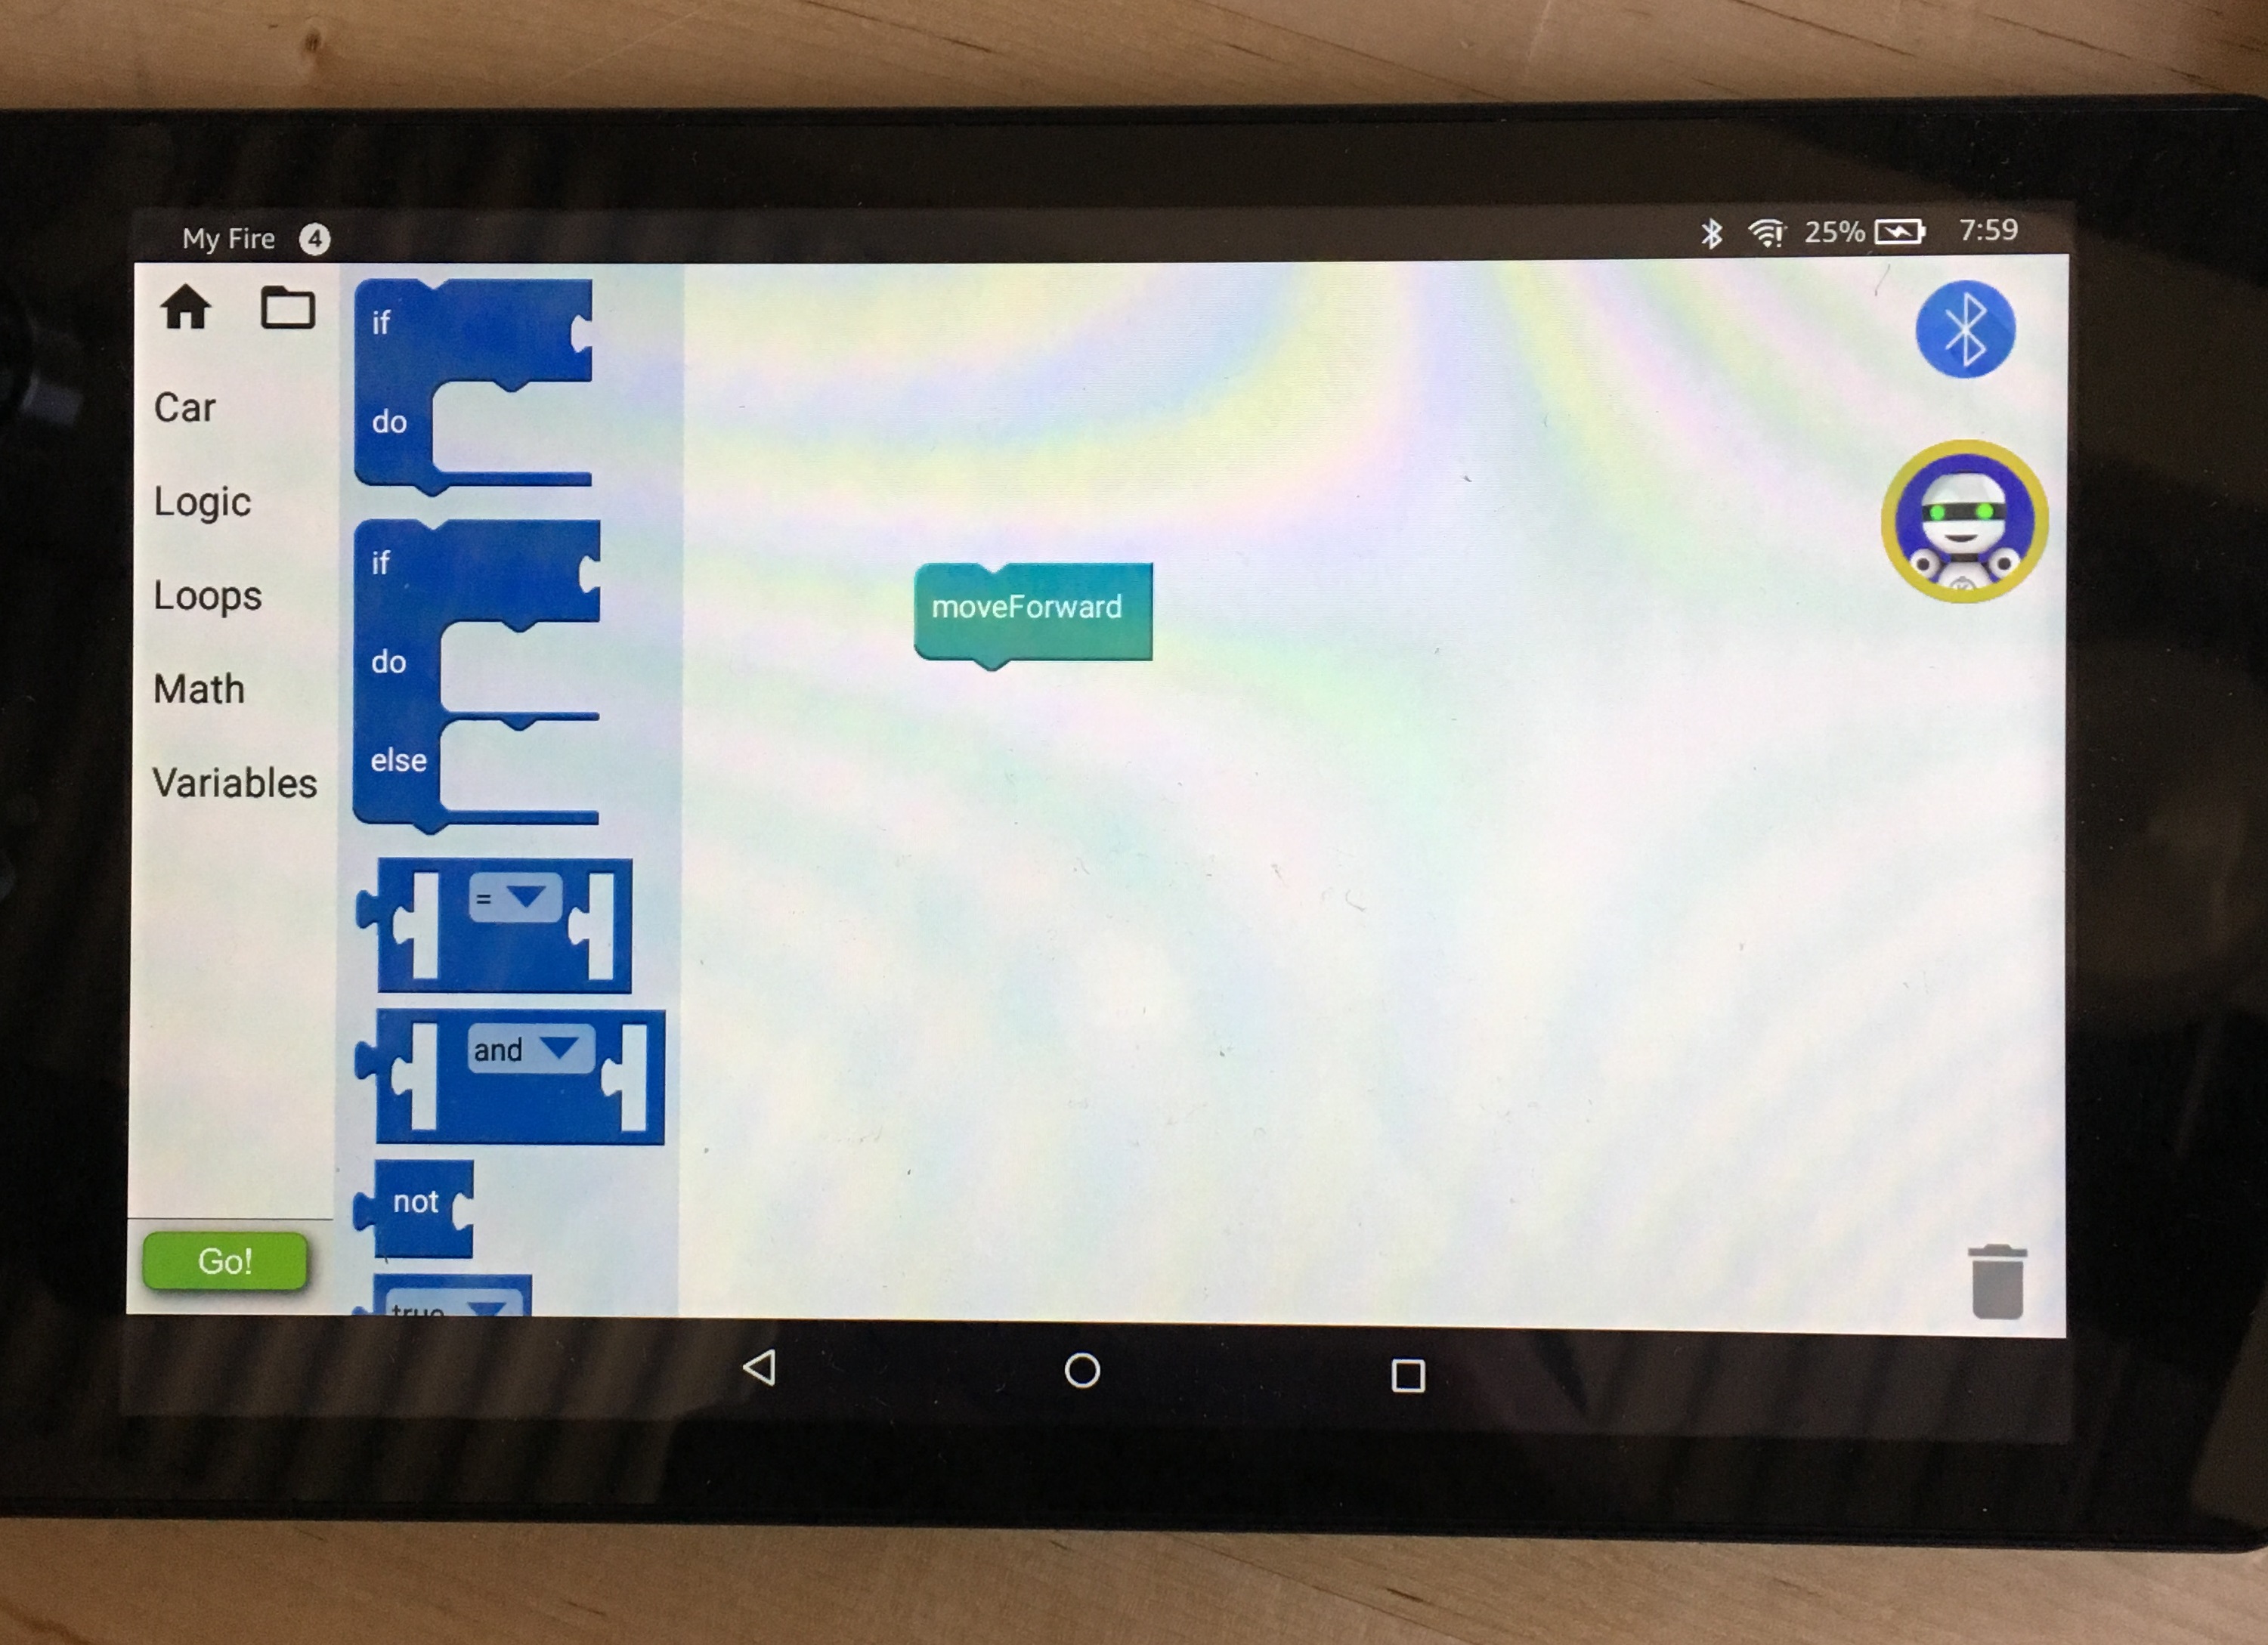 My Fire 4
25% 7:59
Car
Logic
Loops
Math
Variables
Go!
if
do
if
do
else
=
and
not
true
moveForward